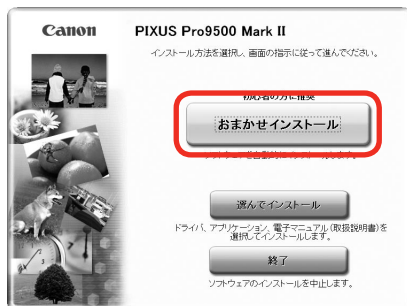 Canon PIXUS Pro9500 Mark II
インストール方法を選択し、画面の指示に従って進んでください。
初心者の方に推奨
おまかせインストール
選んでインストール
ドライバ、アプリケーション、電子マニュアル(取扱説明書)を
選択してインストールします。
終了
ソフトウェアのインストールを中止します。